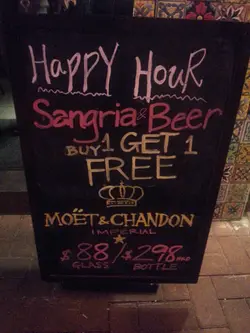 Happy Hour
Sangria & Beer
BUY 1 GET 1
FREE
MOËT & CHANDON
IMPERIAL
$88/$298
GLASS BOTTLE